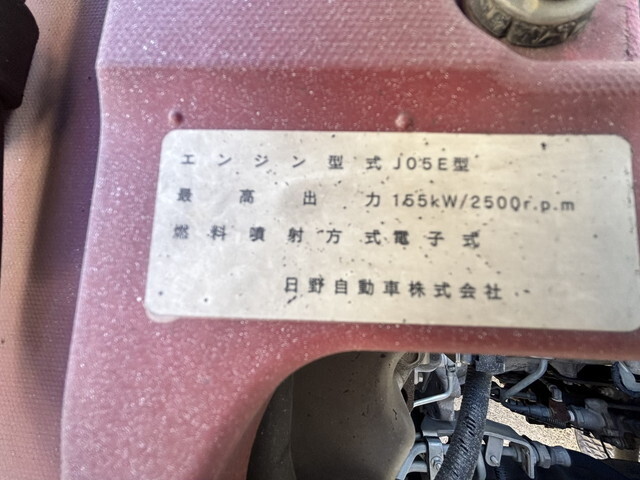 エンジン型式J05E型
最高出力155kW/2500r.p.m
燃料噴射方式電子式
日野自動車株式会社